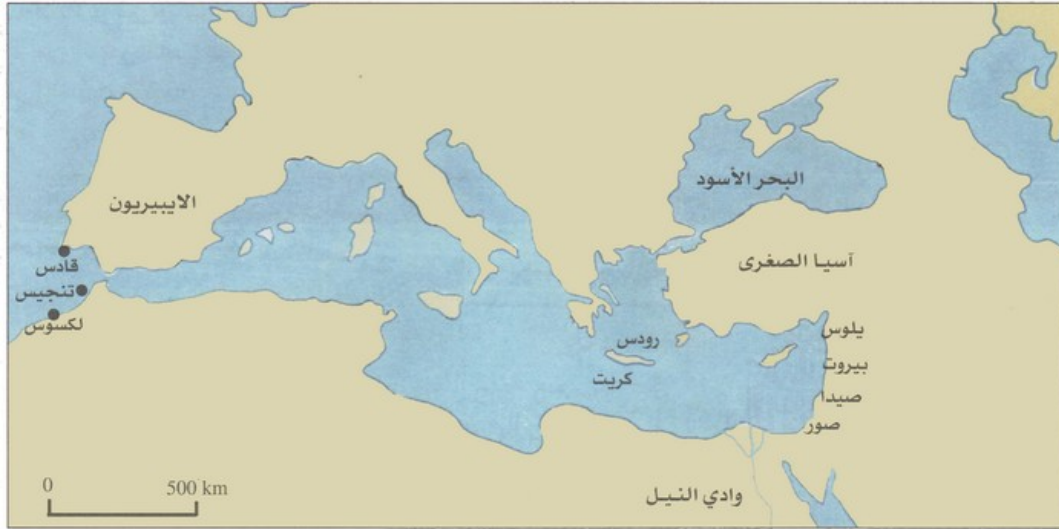 البحر الأسود
الايبيريون
آسيا الصغرى
قادس
تنجيس
لكسوس
رودس
كريت
يلوس
بيروت
صيدا
صور
وادي النيل
0 500 km